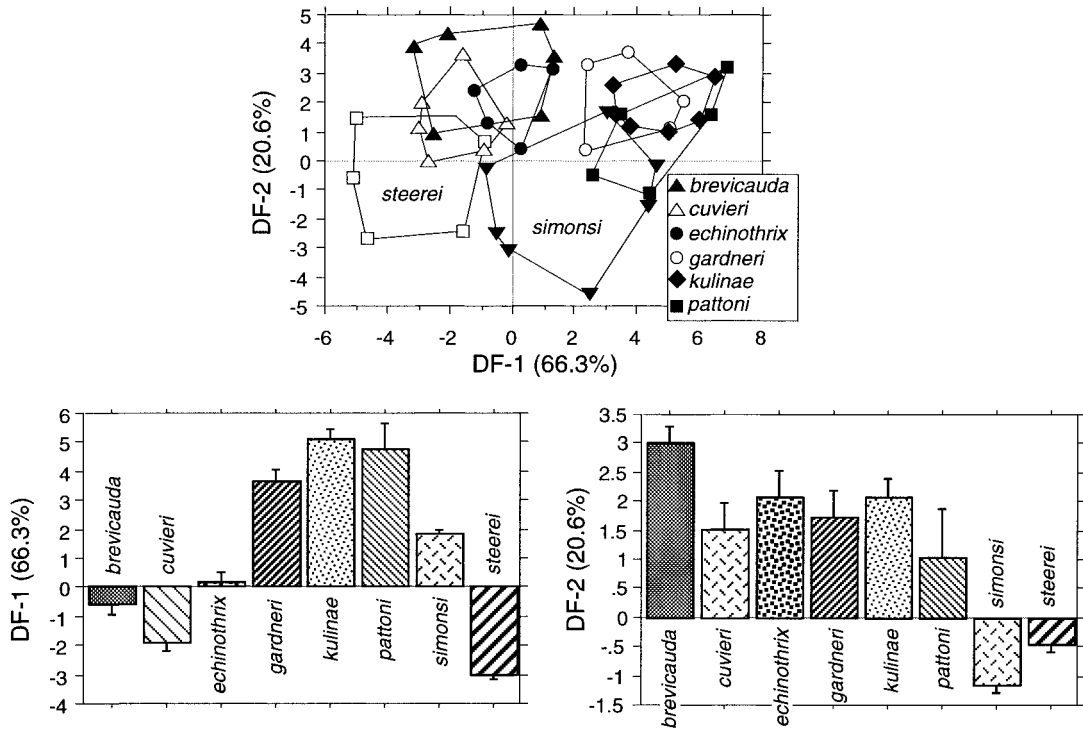 5
4
3
2
1
0
-1
-2
-3
-4
-5
DF-2 (20.6%)
steerei
simonsi
brevicauda
cuvieri
echinothrix
gardneri
kulinae
pattoni
-6 -4 -2 0 2 4 6 8
DF-1 (66.3%)
6
5
4
3
2
1
0
-1
-2
-3
-4
DF-1 (66.3%)
brevicauda
cuvieri
echinothrix
gardneri
kulinae
pattoni
simonsi
steerei
3.5
3
2.5
2
1.5
1
.5
0
-.5
-1
-1.5
DF-2 (20.6%)
brevicauda
cuvieri
echinothrix
gardneri
kulinae
pattoni
simonsi
steerei